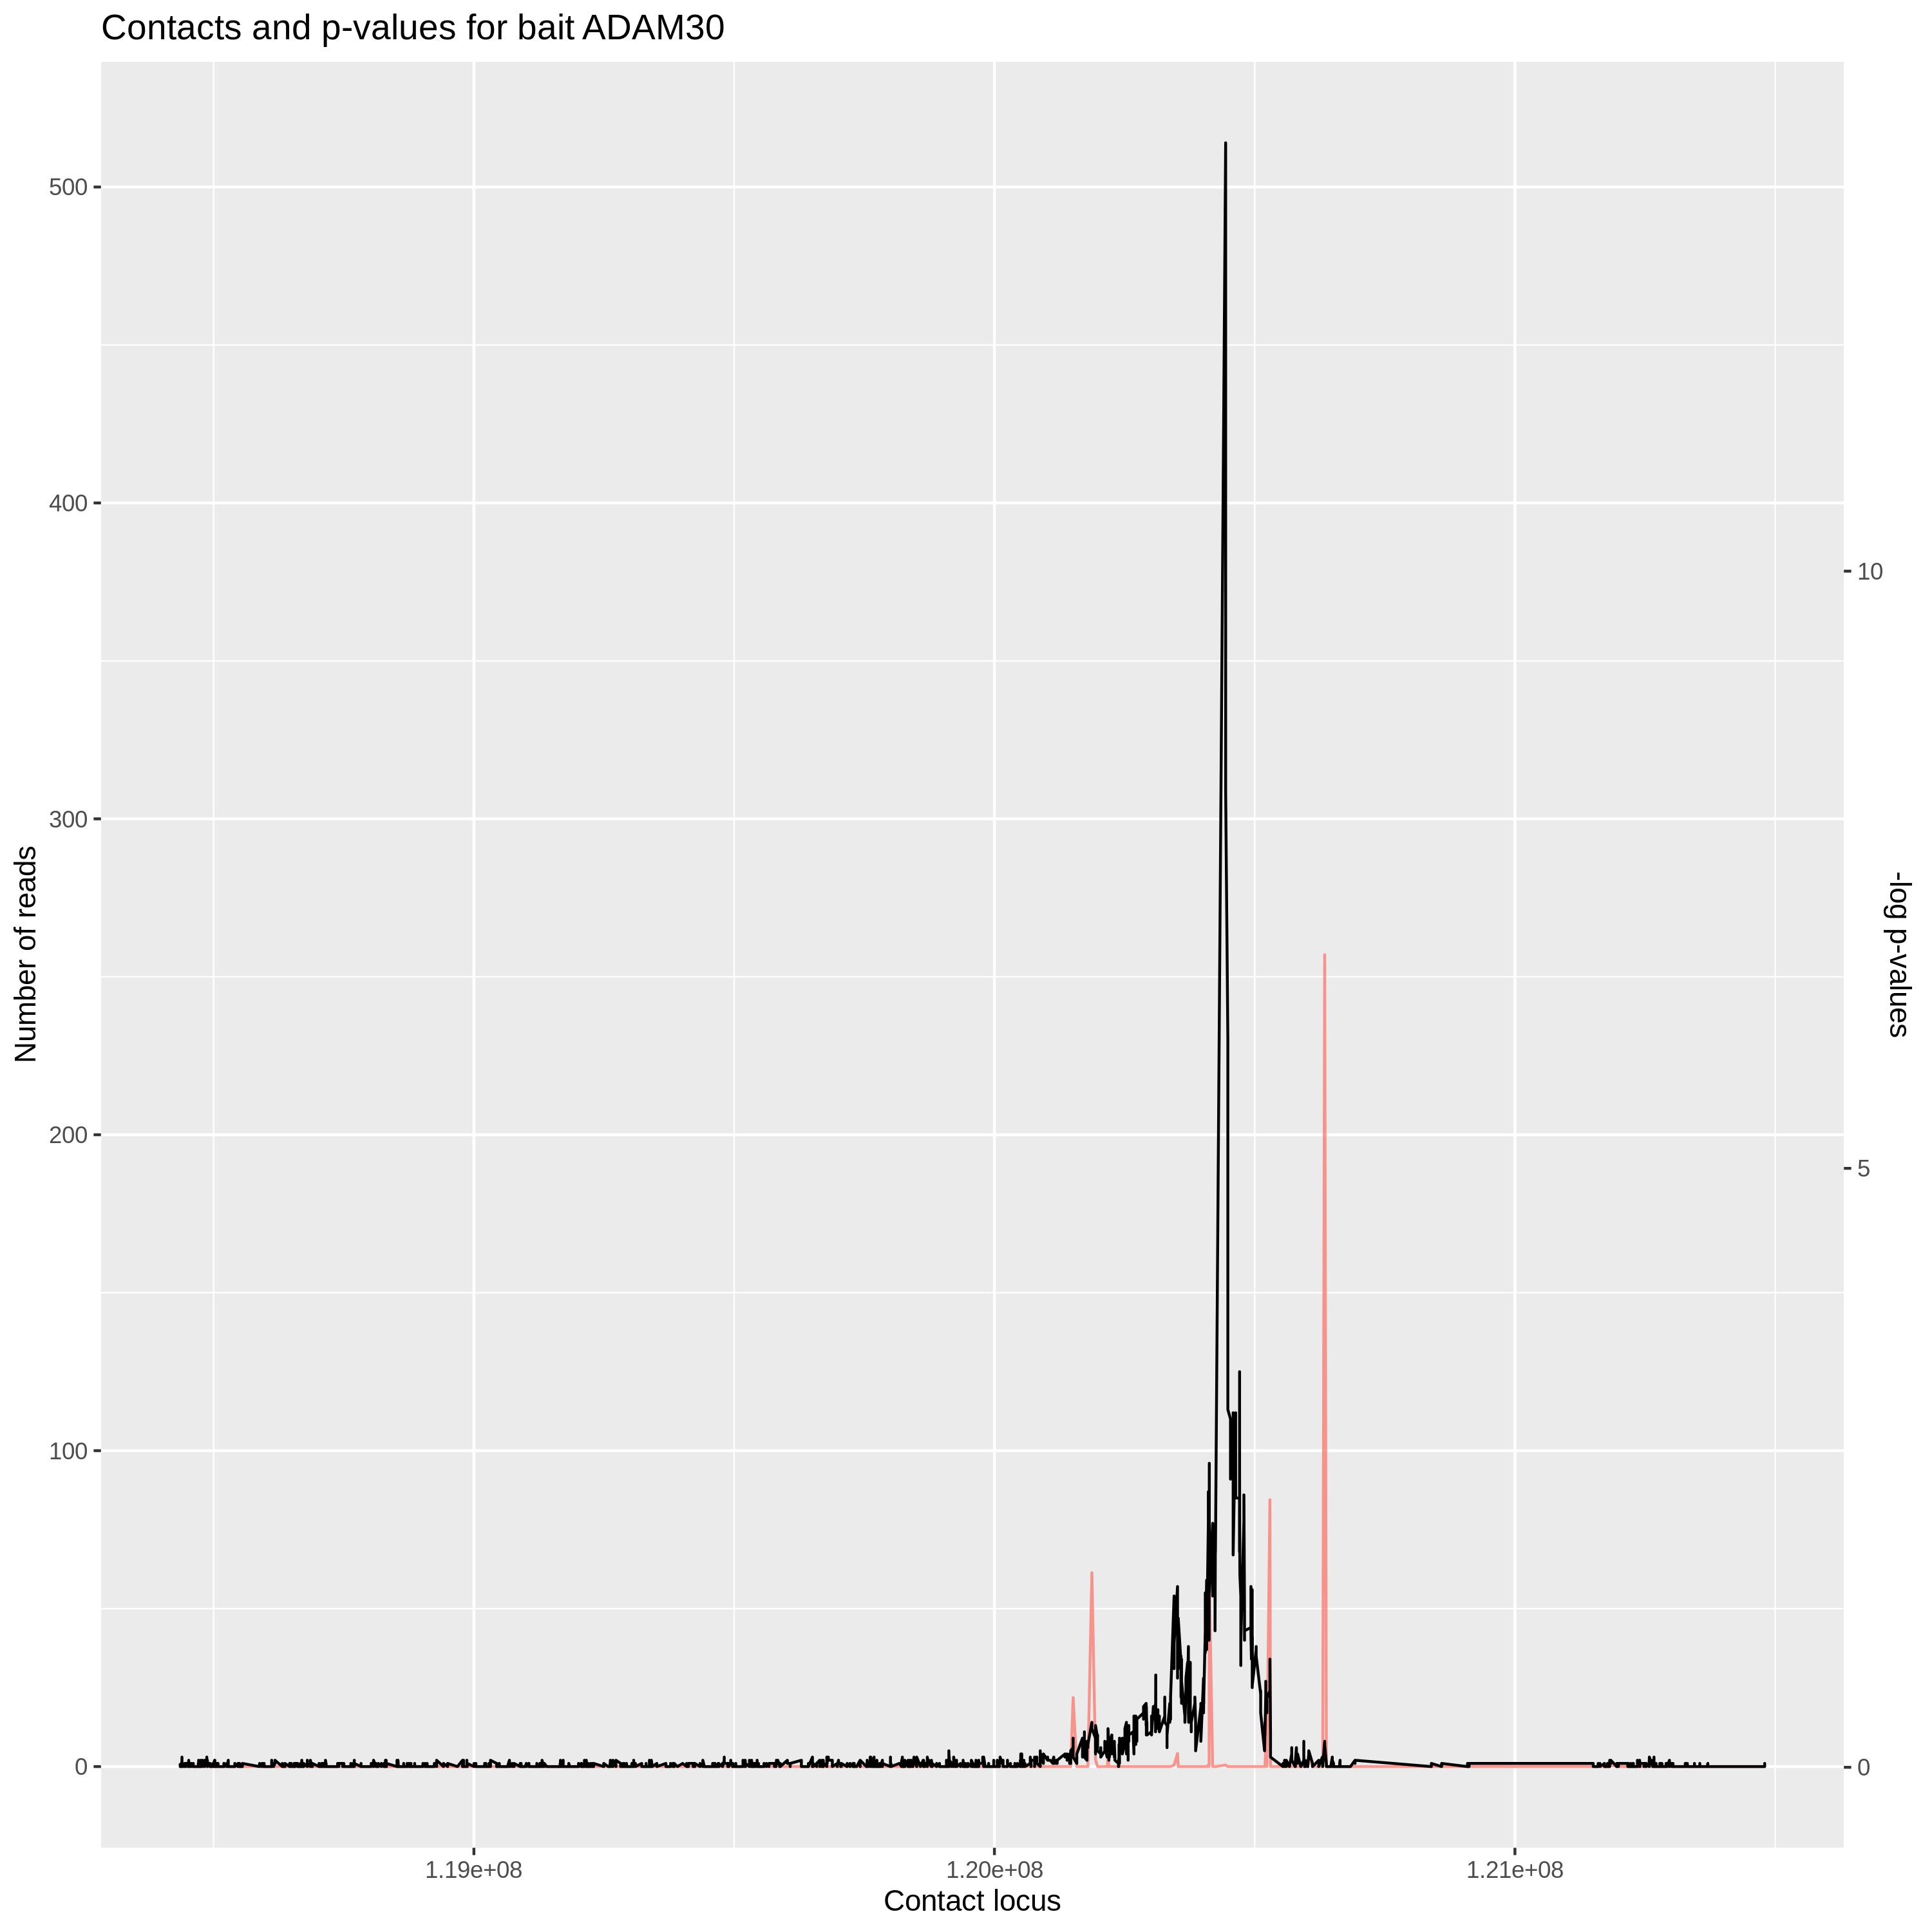 Contacts and p-values for bait ADAM30
500
400
300
200
100
0
Number of reads
10
5
0
-log p-values
1.19e+08
1.20e+08
1.21e+08
Contact locus